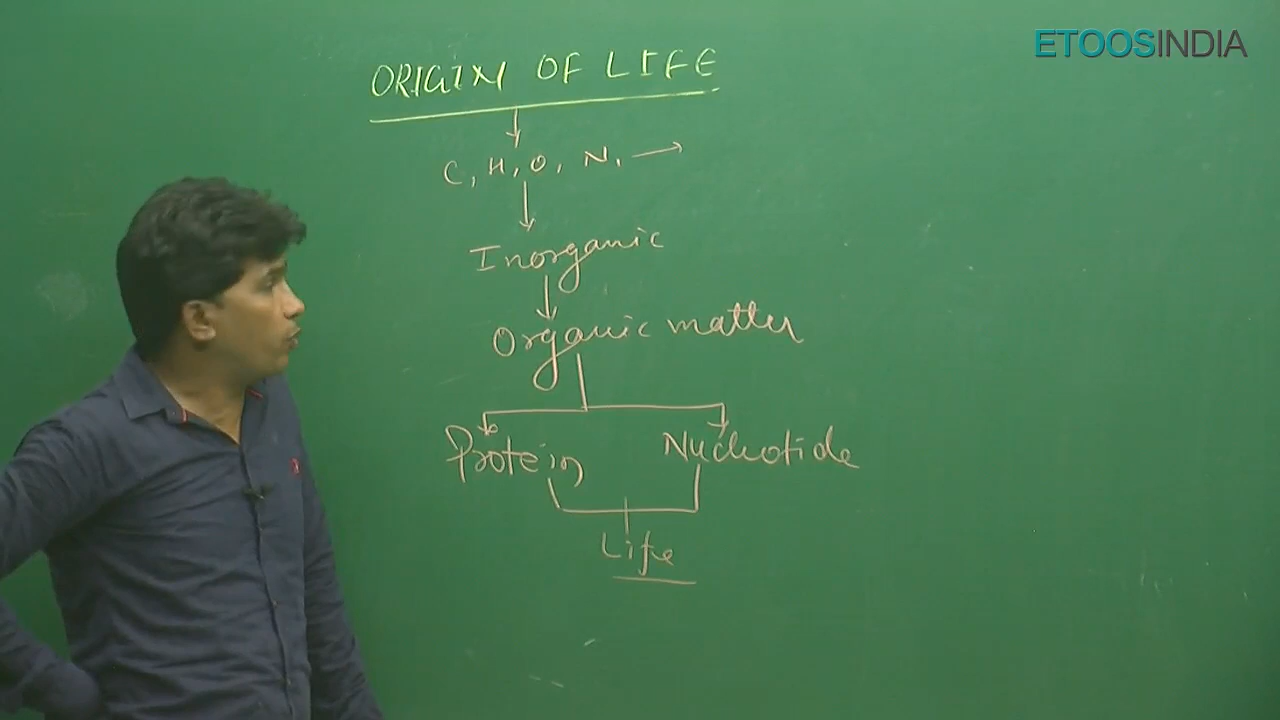 ETOOSINDIA
ORIGIN OF LIFE
C, H, O, N, →
Inorganic
Organic matter
Protein Nucleotide
Life